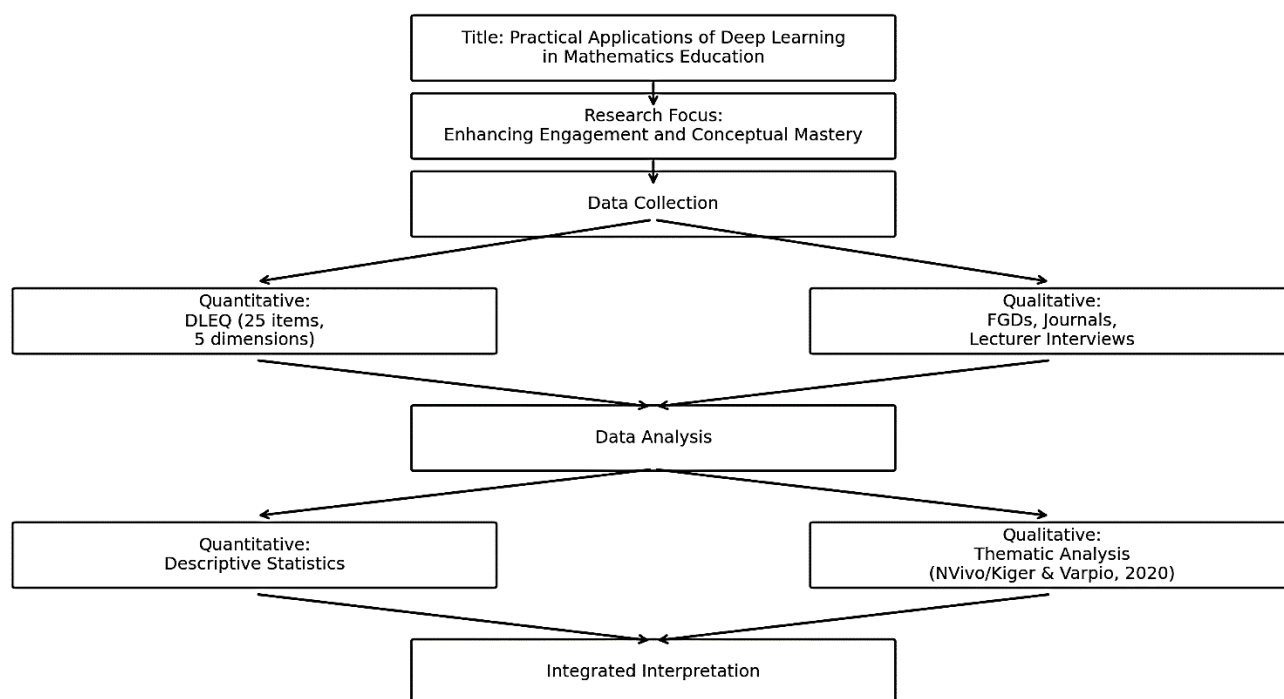 Title: Practical Applications of Deep Learning
in Mathematics Education
Research Focus:
Enhancing Engagement and Conceptual Mastery
Data Collection
Quantitative:
DLEQ (25 items,
5 dimensions)
Qualitative:
FGDs, Journals,
Lecturer Interviews
Data Analysis
Quantitative:
Descriptive Statistics
Qualitative:
Thematic Analysis
(NVivo/Kiger & Varpio, 2020)
Integrated Interpretation